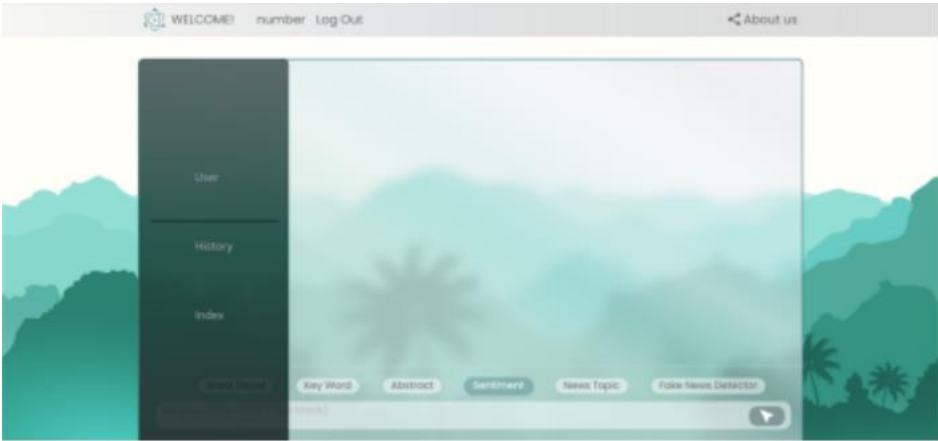 WELCOME! number Log Out About us
User
History
Index
Key Word Abstract Sentiment News Topic Fake News Detector